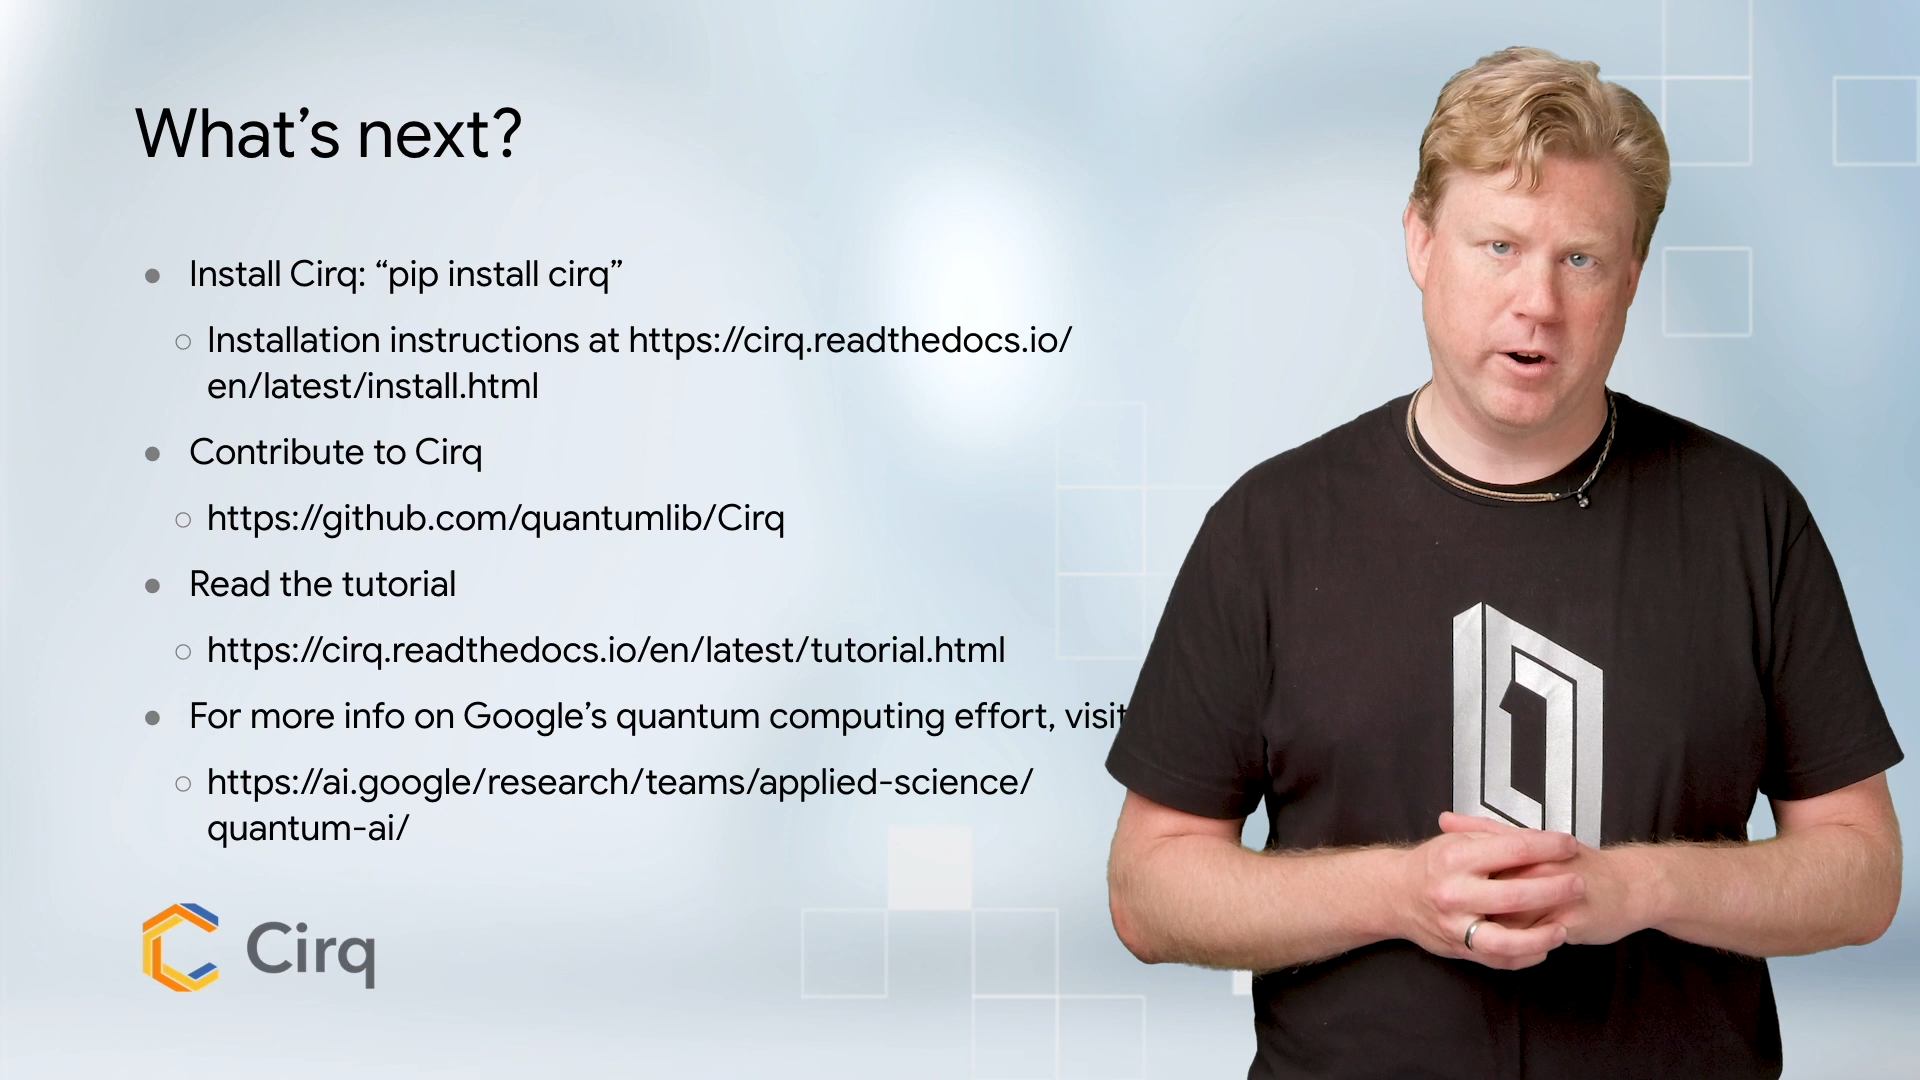 What’s next?
Install Cirq: “pip install cirq”
Installation instructions at https://cirq.readthedocs.io/
en/latest/install.html
Contribute to Cirq
https://github.com/quantumlib/Cirq
Read the tutorial
https://cirq.readthedocs.io/en/latest/tutorial.html
For more info on Google’s quantum computing effort, visit
https://ai.google/research/teams/applied-science/
quantum-ai/
Cirq